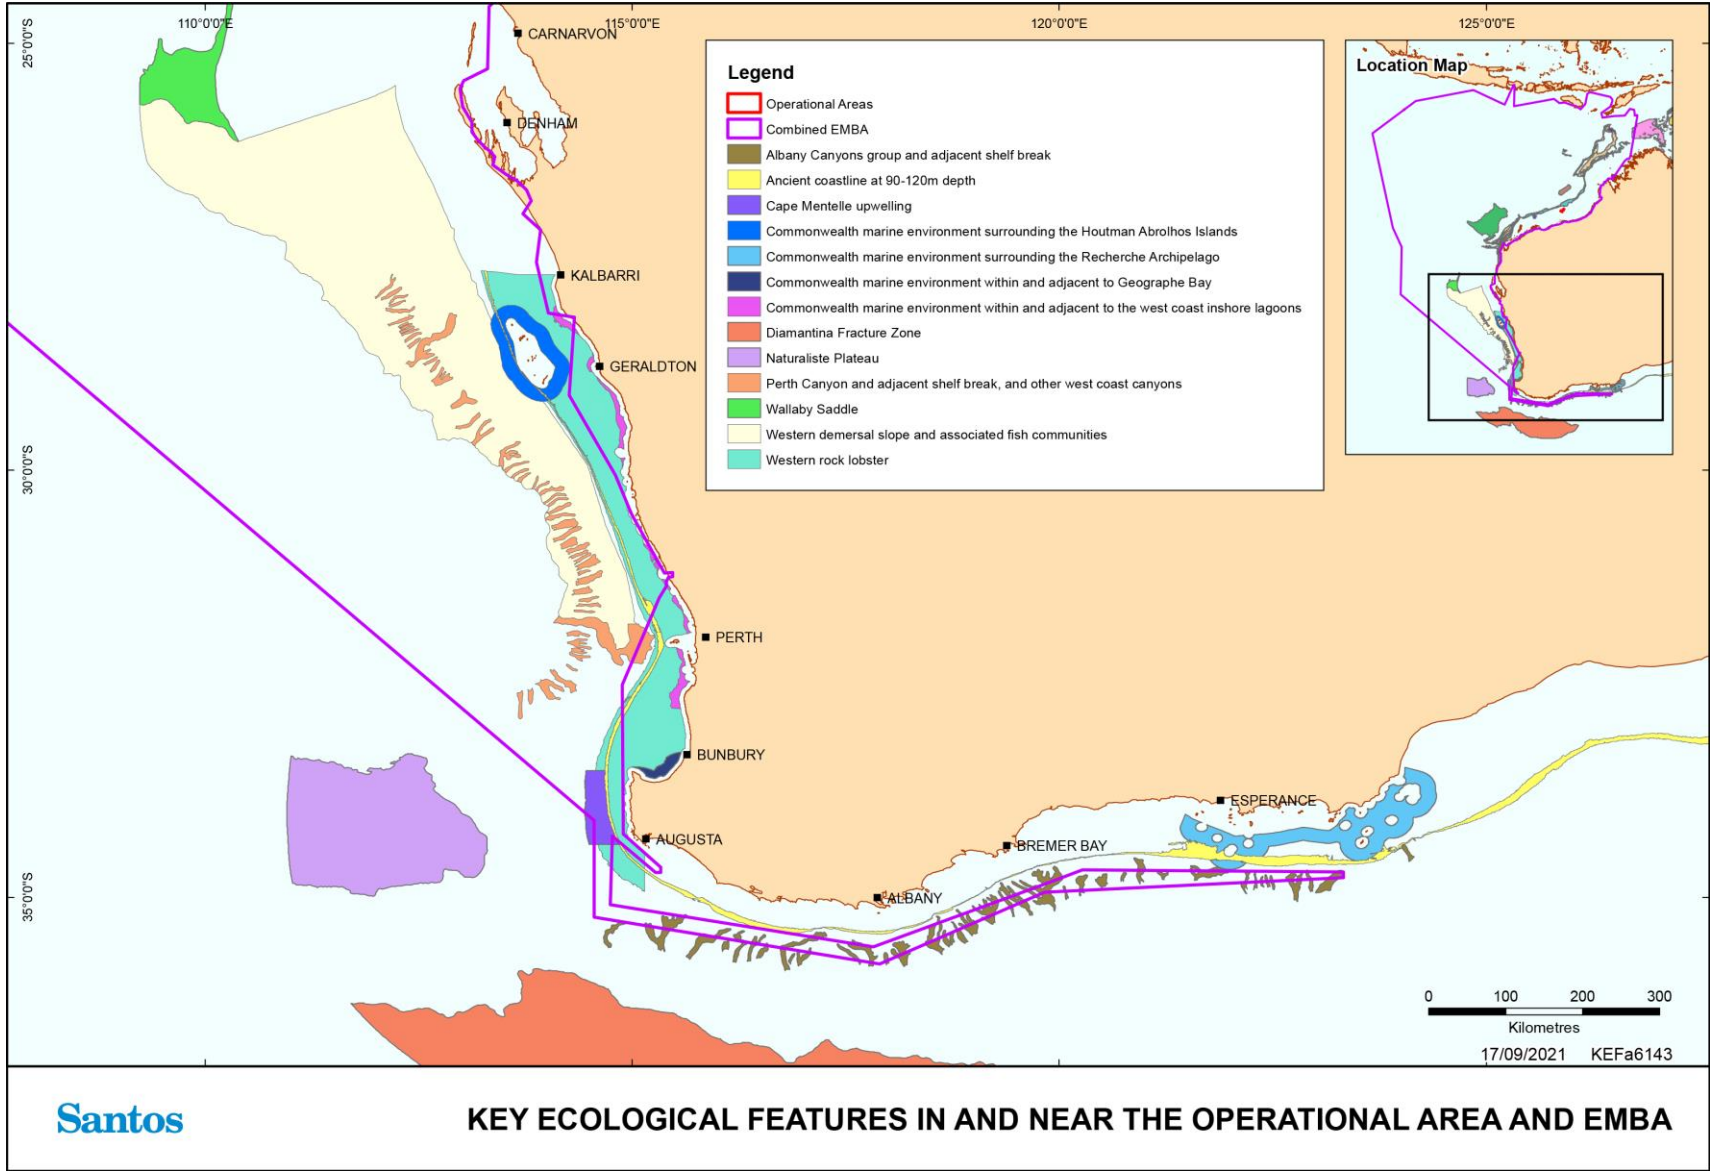 110°0'0"E
115°0'0"E
120°0'0"E
125°0'0"E
25°0'0"S
30°0'0"S
35°0'0"S
CARNARVON
DENHAM
KALBARRI
GERALDTON
PERTH
BUNBURY
AUGUSTA
ALBANY
BREMER BAY
ESPERANCE
Legend
Operational Areas
Combined EMBA
Albany Canyons group and adjacent shelf break
Ancient coastline at 90-120m depth
Cape Mentelle upwelling
Commonwealth marine environment surrounding the Houtman Abrolhos Islands
Commonwealth marine environment surrounding the Recherche Archipelago
Commonwealth marine environment within and adjacent to Geographe Bay
Commonwealth marine environment within and adjacent to the west coast inshore lagoons
Diamantina Fracture Zone
Naturaliste Plateau
Perth Canyon and adjacent shelf break, and other west coast canyons
Wallaby Saddle
Western demersal slope and associated fish communities
Western rock lobster
Location Map
0 100 200 300
Kilometres
17/09/2021 KEFa6143
Santos
KEY ECOLOGICAL FEATURES IN AND NEAR THE OPERATIONAL AREA AND EMBA